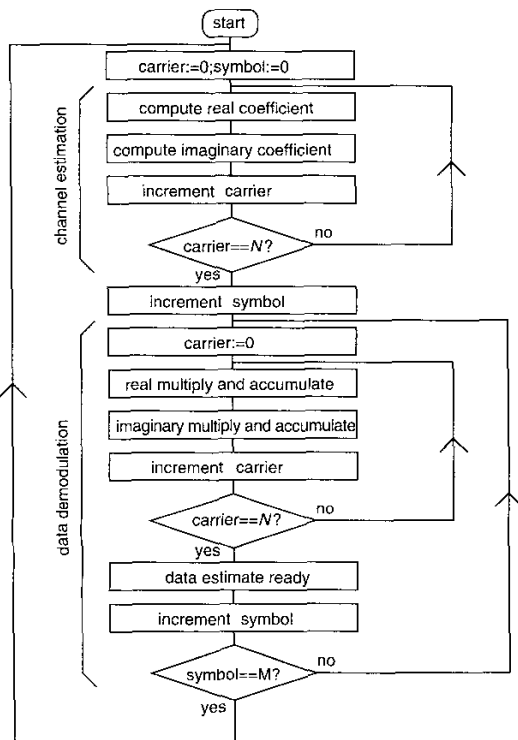 start
carrier:=0;symbol:=0
channel estimation
compute real coefficient
compute imaginary coefficient
increment carrier
carrier==N?
no
yes
increment symbol
data demodulation
carrier:=0
real multiply and accumulate
imaginary multiply and accumulate
increment carrier
carrier==N?
no
yes
data estimate ready
increment symbol
symbol==M?
no
yes